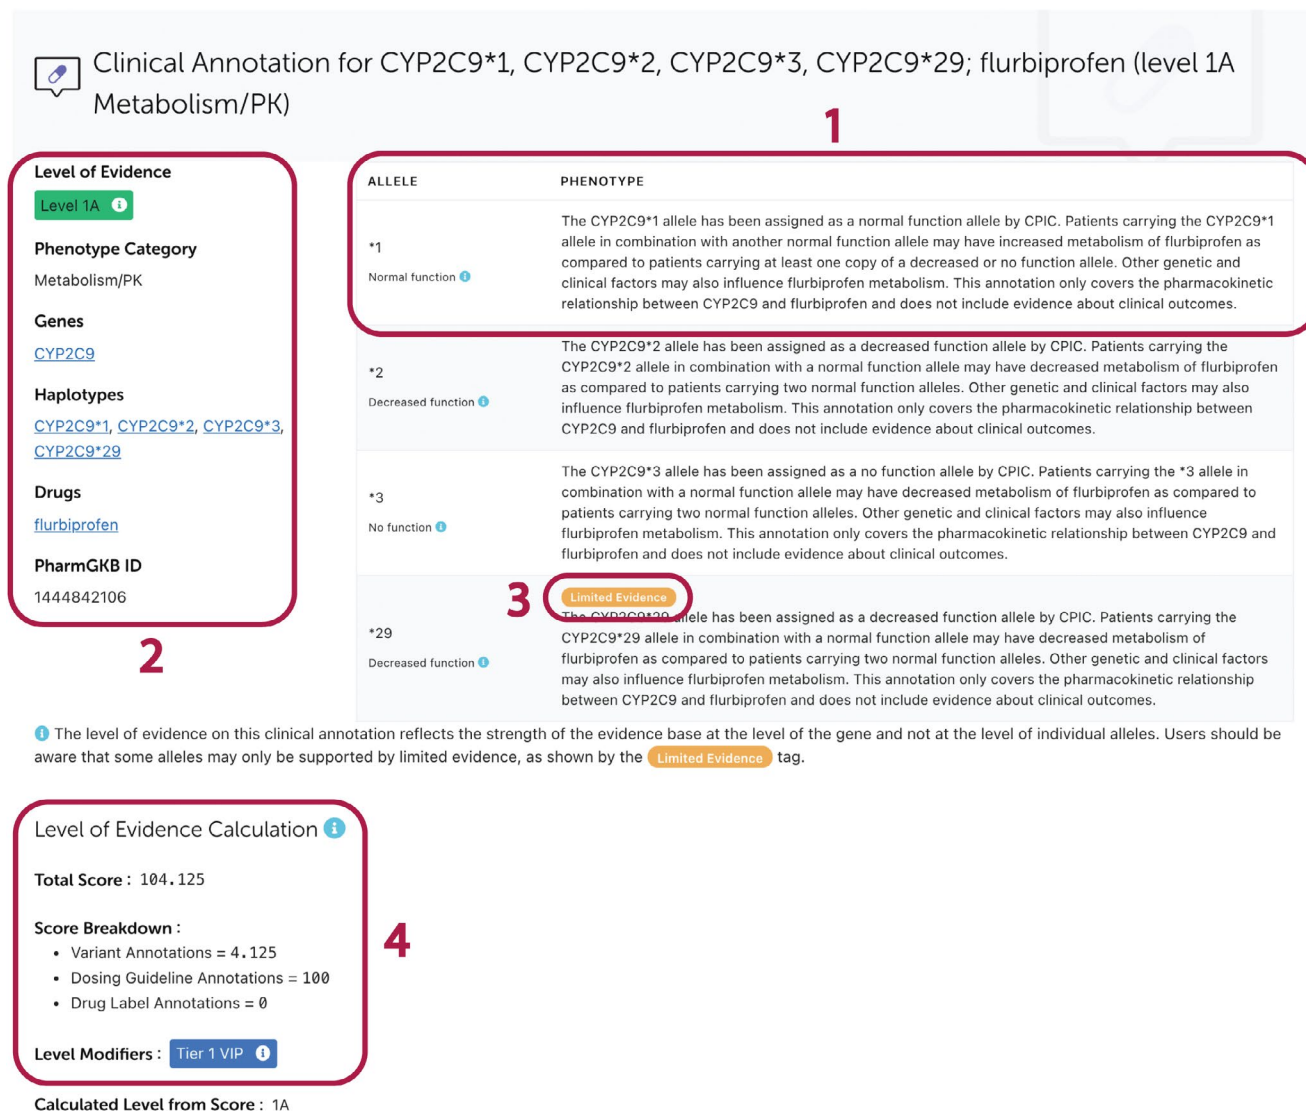 Clinical Annotation for CYP2C9*1, CYP2C9*2, CYP2C9*3, CYP2C9*29; flurbiprofen (level 1A
Metabolism/PK)
1
Level of Evidence
Level 1A
Phenotype Category
Metabolism/PK
Genes
CYP2C9
Haplotypes
CYP2C9*1, CYP2C9*2, CYP2C9*3,
CYP2C9*29
Drugs
flurbiprofen
PharmGKB ID
1444842106
2
ALLELE PHENOTYPE
*1
Normal function
The CYP2C9*1 allele has been assigned as a normal function allele by CPIC. Patients carrying the CYP2C9*1
allele in combination with another normal function allele may have increased metabolism of flurbiprofen as
compared to patients carrying at least one copy of a decreased or no function allele. Other genetic and
clinical factors may also influence flurbiprofen metabolism. This annotation only covers the pharmacokinetic
relationship between CYP2C9 and flurbiprofen and does not include evidence about clinical outcomes.
*2
Decreased function
The CYP2C9*2 allele has been assigned as a decreased function allele by CPIC. Patients carrying the
CYP2C9*2 allele in combination with a normal function allele may have decreased metabolism of flurbiprofen
as compared to patients carrying two normal function alleles. Other genetic and clinical factors may also
influence flurbiprofen metabolism. This annotation only covers the pharmacokinetic relationship between
CYP2C9 and flurbiprofen and does not include evidence about clinical outcomes.
*3
No function
The CYP2C9*3 allele has been assigned as a no function allele by CPIC. Patients carrying the *3 allele in
combination with a normal function allele may have decreased metabolism of flurbiprofen as compared to
patients carrying two normal function alleles. Other genetic and clinical factors may also influence
flurbiprofen metabolism. This annotation only covers the pharmacokinetic relationship between CYP2C9 and
flurbiprofen and does not include evidence about clinical outcomes.
3
*29
Decreased function
Limited Evidence
The CYP2C9*29 allele has been assigned as a decreased function allele by CPIC. Patients carrying the
CYP2C9*29 allele in combination with a normal function allele may have decreased metabolism of
flurbiprofen as compared to patients carrying two normal function alleles. Other genetic and clinical factors
may also influence flurbiprofen metabolism. This annotation only covers the pharmacokinetic relationship
between CYP2C9 and flurbiprofen and does not include evidence about clinical outcomes.
The level of evidence on this clinical annotation reflects the strength of the evidence base at the level of the gene and not at the level of individual alleles. Users should be
aware that some alleles may only be supported by limited evidence, as shown by the Limited Evidence tag.
Level of Evidence Calculation
Total Score : 104.125
Score Breakdown :
• Variant Annotations = 4.125
• Dosing Guideline Annotations = 100
• Drug Label Annotations = 0
Level Modifiers : Tier 1 VIP
4
Calculated Level from Score : 1A